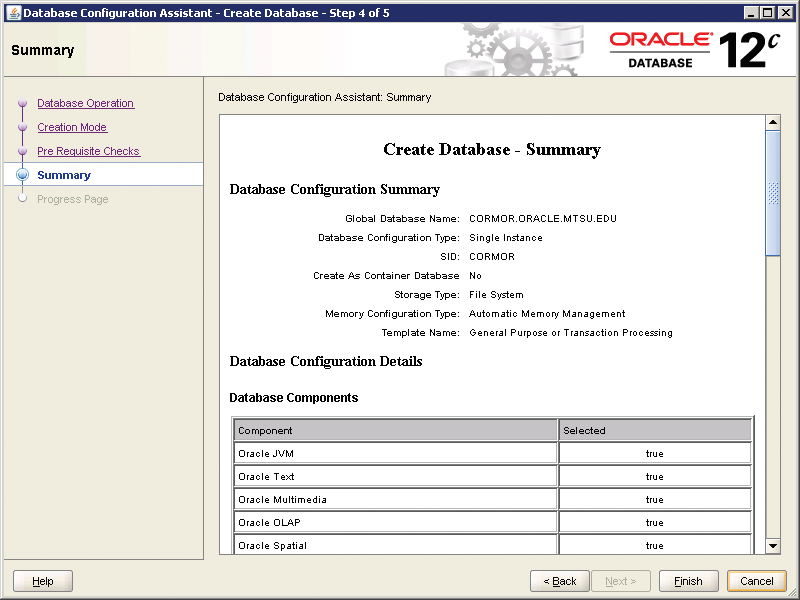 Database Configuration Assistant - Create Database - Step 4 of 5
Summary
ORACLE®
DATABASE
12c
Database Operation
Creation Mode
Pre Requisite Checks
Summary
Progress Page
Database Configuration Assistant: Summary
Create Database - Summary
Database Configuration Summary
Global Database Name: CORMOR.ORACLE.MTSU.EDU
Database Configuration Type: Single Instance
SID: CORMOR
Create As Container Database No
Storage Type: File System
Memory Configuration Type: Automatic Memory Management
Template Name: General Purpose or Transaction Processing
Database Configuration Details
Database Components
Component Selected
Oracle JVM true
Oracle Text true
Oracle Multimedia true
Oracle OLAP true
Oracle Spatial true
Help < Back Next > Finish Cancel